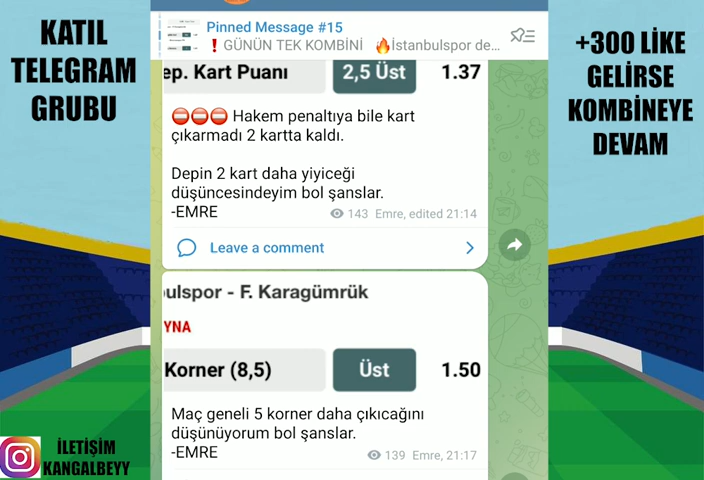 KATIL
TELEGRAM
GRUBU
Pinned Message #15
❗ GÜNÜN TEK KOMBİNİ 🔥İstanbulspor de…
+300 LİKE
GELİRSE
KOMBİNEYE
DEVAM
ep. Kart Puanı
2,5 Üst
1.37
⛔⛔⛔ Hakem penaltıya bile kart
çıkarmadı 2 kartta kaldı.
Depin 2 kart daha yiyiceği
düşüncesindeyim bol şanslar.
-EMRE
143 Emre, edited 21:14
Leave a comment
ulspor - F. Karagümrük
YNA
Korner (8,5)
Üst
1.50
Maç geneli 5 korner daha çıkıcağını
düşünüyorum bol şanslar.
-EMRE
139 Emre, 21:17
İLETİŞİM
KANGALBEYY